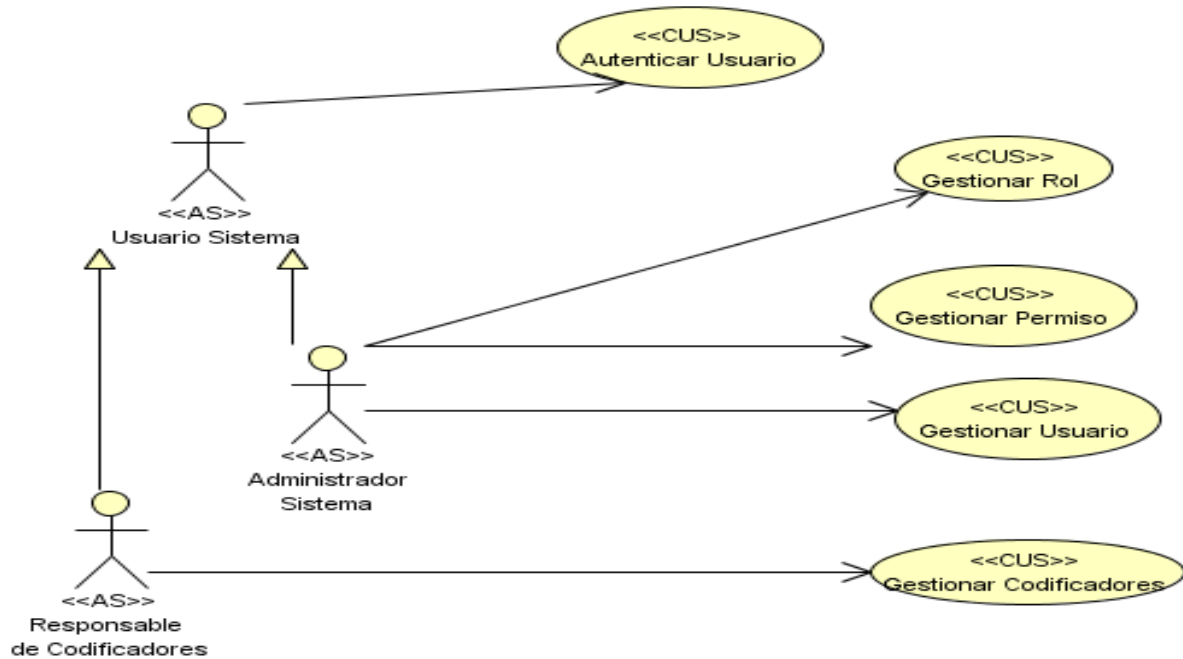 <<CUS>>
Autenticar Usuario
<<AS>>
Usuario Sistema
<<CUS>>
Gestionar Rol
<<CUS>>
Gestionar Permiso
<<AS>>
Administrador
Sistema
<<CUS>>
Gestionar Usuario
<<AS>>
Responsable
de Codificadores
<<CUS>>
Gestionar Codificadores